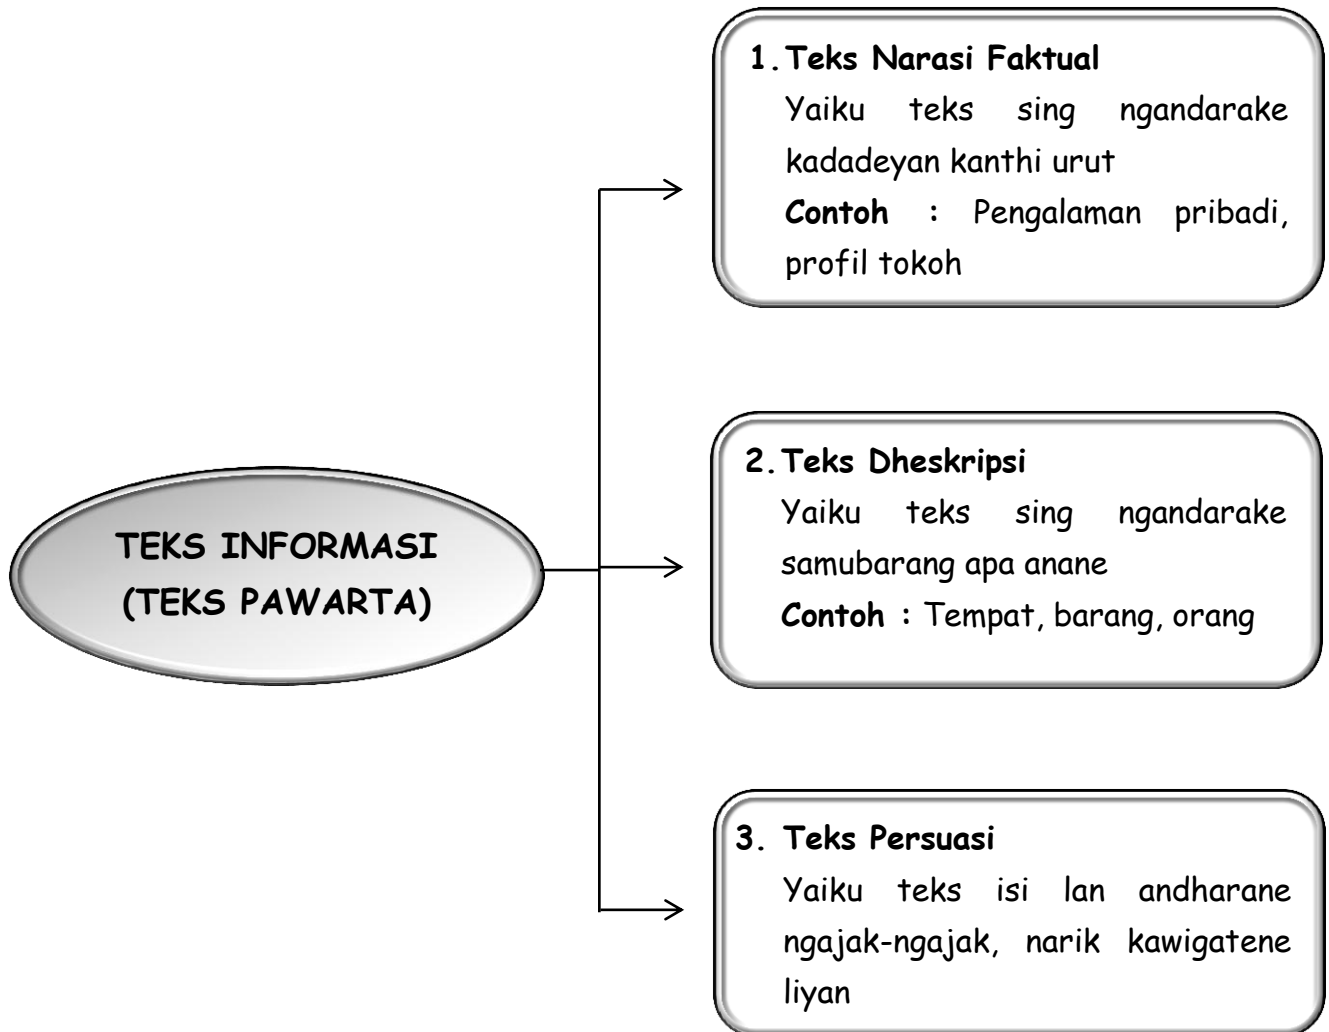 1. Teks Narasi Faktual
Yaiku teks sing ngandarake
kadadeyan kanthi urut
Contoh : Pengalaman pribadi,
profil tokoh
2. Teks Dheskripsi
Yaiku teks sing ngandarake
samubarang apa anane
Contoh : Tempat, barang, orang
TEKS INFORMASI
(TEKS PAWARTA)
3. Teks Persuasi
Yaiku teks isi lan andharane
ngajak-ngajak, narik kawigatene
liyan